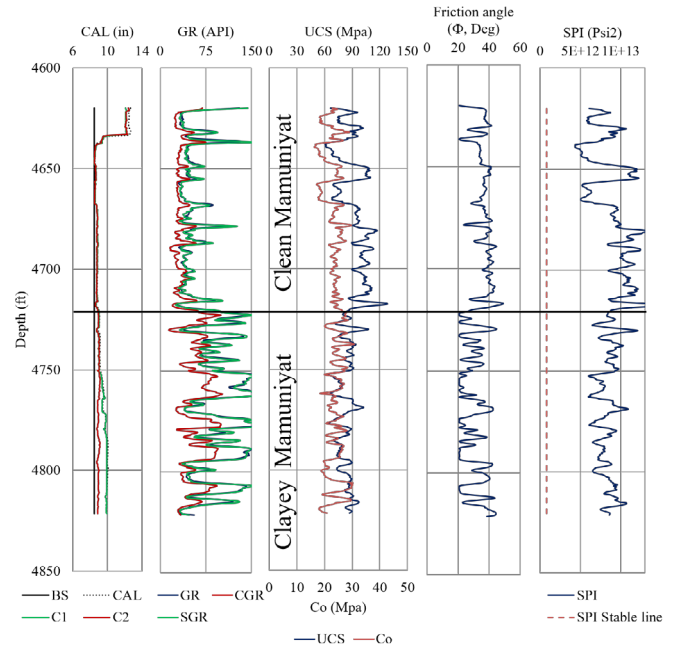 CAL (in)
6 10 14
GR (API)
0 75 150
UCS (Mpa)
0 30 60 90 120 150
Friction angle
(Φ, Deg)
0 20 40 60
SPI (Psi2)
0 5E+12 1E+13
Depth (ft)
4600
4650
4700
4750
4800
4850
Clean Mamuniyat
Clayey Mamuniyat
0 10 20 30 40 50
Co (Mpa)
BS CAL
C1 C2
GR CGR
SGR
UCS Co
SPI
SPI Stable line